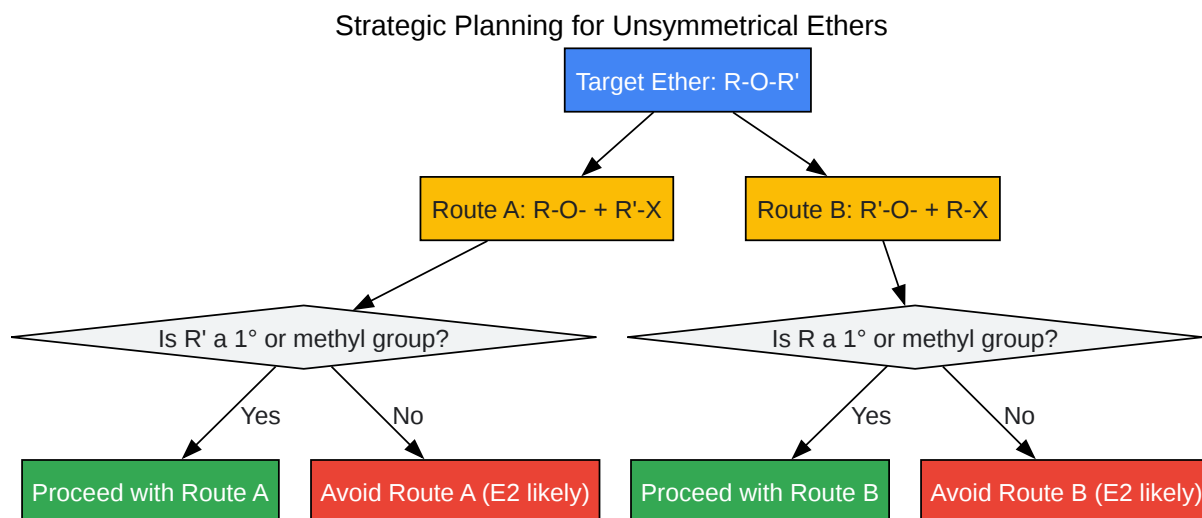 Strategic Planning for Unsymmetrical Ethers
Target Ether: R-O-R'
Route A: R-O- + R'-X
Route B: R'-O- + R-X
Is R' a 1° or methyl group?
Is R a 1° or methyl group?
Yes
No
Yes
No
Proceed with Route A
Avoid Route A (E2 likely)
Proceed with Route B
Avoid Route B (E2 likely)